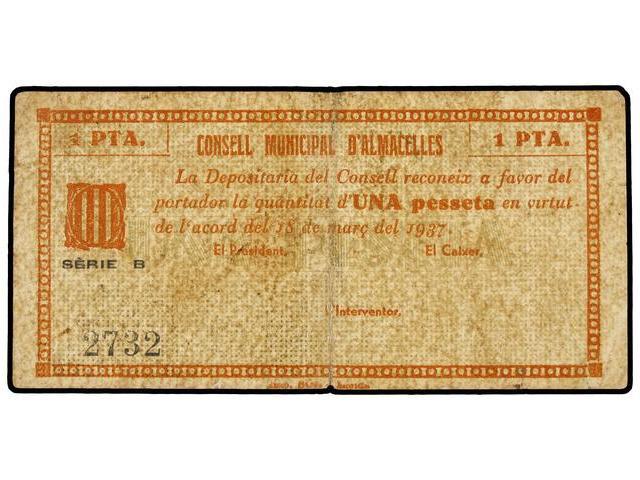 1 PTA. CONSELL MUNICIPAL D'ALMACELLES 1 PTA.
La Depositaria del Consell reconeix a favor del
portador la quantitat d'UNA pesseta en virtut
de l'acord del 18 de març del 1937.
El President, El Caixer,
SÈRIE B
l'Interventor.
2732